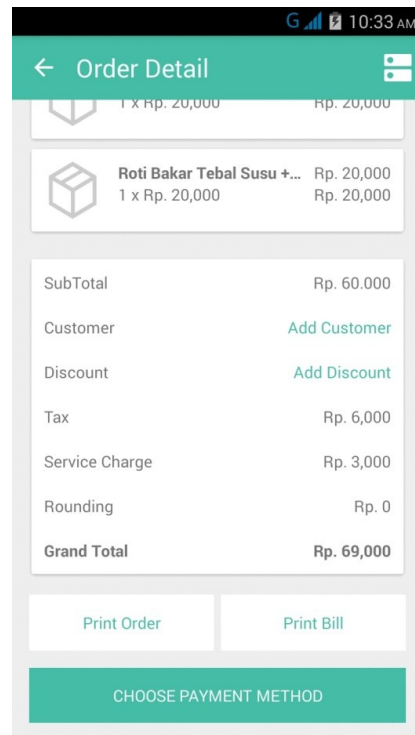 G 10:33 AM
Order Detail
1 x Rp. 20,000 Rp. 20,000
Roti Bakar Tebal Susu +... Rp. 20,000
1 x Rp. 20,000 Rp. 20,000
SubTotal Rp. 60.000
Customer Add Customer
Discount Add Discount
Tax Rp. 6,000
Service Charge Rp. 3,000
Rounding Rp. 0
Grand Total Rp. 69,000
Print Order Print Bill
CHOOSE PAYMENT METHOD